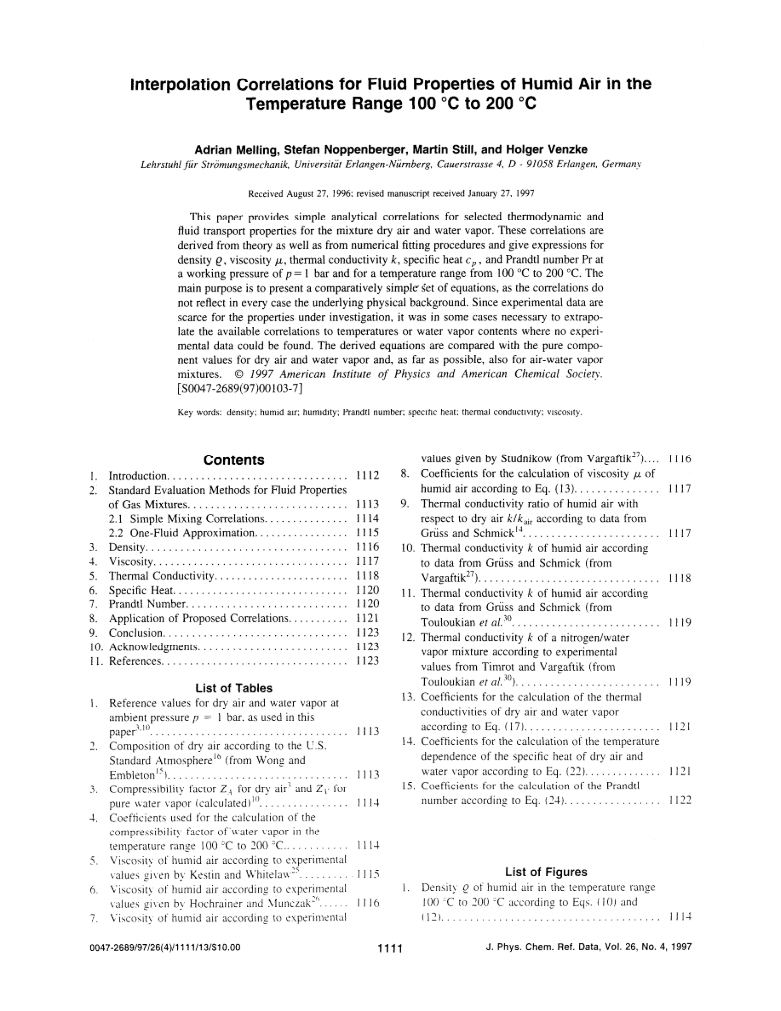 Interpolation Correlations for Fluid Properties of Humid Air in the
Temperature Range 100 °C to 200 °C
Adrian Melling, Stefan Noppenberger, Martin Still, and Holger Venzke
Lehrstuhl für Strömungsmechanik, Universität Erlangen-Nürnberg, Cauerstrasse 4, D - 91058 Erlangen, Germany
Received August 27, 1996; revised manuscript received January 27, 1997
This paper provides simple analytical correlations for selected thermodynamic and
fluid transport properties for the mixture dry air and water vapor. These correlations are
derived from theory as well as from numerical fitting procedures and give expressions for
density ϱ, viscosity μ, thermal conductivity k, specific heat cₚ, and Prandtl number Pr at
a working pressure of p=1 bar and for a temperature range from 100 °C to 200 °C. The
main purpose is to present a comparatively simple set of equations, as the correlations do
not reflect in every case the underlying physical background. Since experimental data are
scarce for the properties under investigation, it was in some cases necessary to extrapo-
late the available correlations to temperatures or water vapor contents where no experi-
mental data could be found. The derived equations are compared with the pure compo-
nent values for dry air and water vapor and, as far as possible, also for air-water vapor
mixtures. © 1997 American Institute of Physics and American Chemical Society.
[S0047-2689(97)00103-7]
Key words: density; humid air; humidity; Prandtl number; specific heat; thermal conductivity; viscosity.
Contents
1. Introduction............................... 1112
2. Standard Evaluation Methods for Fluid Properties
of Gas Mixtures............................ 1113
2.1 Simple Mixing Correlations............... 1114
2.2 One-Fluid Approximation................. 1115
3. Density................................... 1116
4. Viscosity.................................. 1117
5. Thermal Conductivity........................ 1118
6. Specific Heat............................... 1120
7. Prandtl Number............................. 1120
8. Application of Proposed Correlations........... 1121
9. Conclusion................................. 1123
10. Acknowledgments........................... 1123
11. References................................. 1123
List of Tables
1. Reference values for dry air and water vapor at
ambient pressure p = 1 bar. as used in this
paper³,¹⁰................................... 1113
2. Composition of dry air according to the U.S.
Standard Atmosphere¹⁶ (from Wong and
Embleton¹⁵)................................ 1113
3. Compressibility factor Z_A for dry air³ and Z_V for
pure water vapor (calculated)¹⁰................ 1114
4. Coefficients used for the calculation of the
compressibility factor of water vapor in the
temperature range 100 °C to 200 °C............ 1114
5. Viscosity of humid air according to experimental
values given by Kestin and Whitelaw²⁵.......... 1115
6. Viscosity of humid air according to experimental
values given by Hochrainer and Munczak²⁶...... 1116
7. Viscosity of humid air according to experimental
values given by Studnikow (from Vargaftik²⁷).... 1116
8. Coefficients for the calculation of viscosity μ of
humid air according to Eq. (13)............... 1117
9. Thermal conductivity ratio of humid air with
respect to dry air k/k_air according to data from
Grüss and Schmick¹⁴........................ 1117
10. Thermal conductivity k of humid air according
to data from Grüss and Schmick (from
Vargaftik²⁷)................................ 1118
11. Thermal conductivity k of humid air according
to data from Grüss and Schmick (from
Touloukian et al.³⁰.......................... 1119
12. Thermal conductivity k of a nitrogen/water
vapor mixture according to experimental
values from Timrot and Vargaftik (from
Touloukian et al.³⁰)......................... 1119
13. Coefficients for the calculation of the thermal
conductivities of dry air and water vapor
according to Eq. (17)........................ 1121
14. Coefficients for the calculation of the temperature
dependence of the specific heat of dry air and
water vapor according to Eq. (22)............. 1121
15. Coefficients for the calculation of the Prandtl
number according to Eq. (24)................. 1122
List of Figures
1. Density ϱ of humid air in the temperature range
100 °C to 200 °C according to Eqs. (10) and
(12)...................................... 1114
0047-2689/97/26(4)/1111/13/$10.00
1111
J. Phys. Chem. Ref. Data, Vol. 26, No. 4, 1997